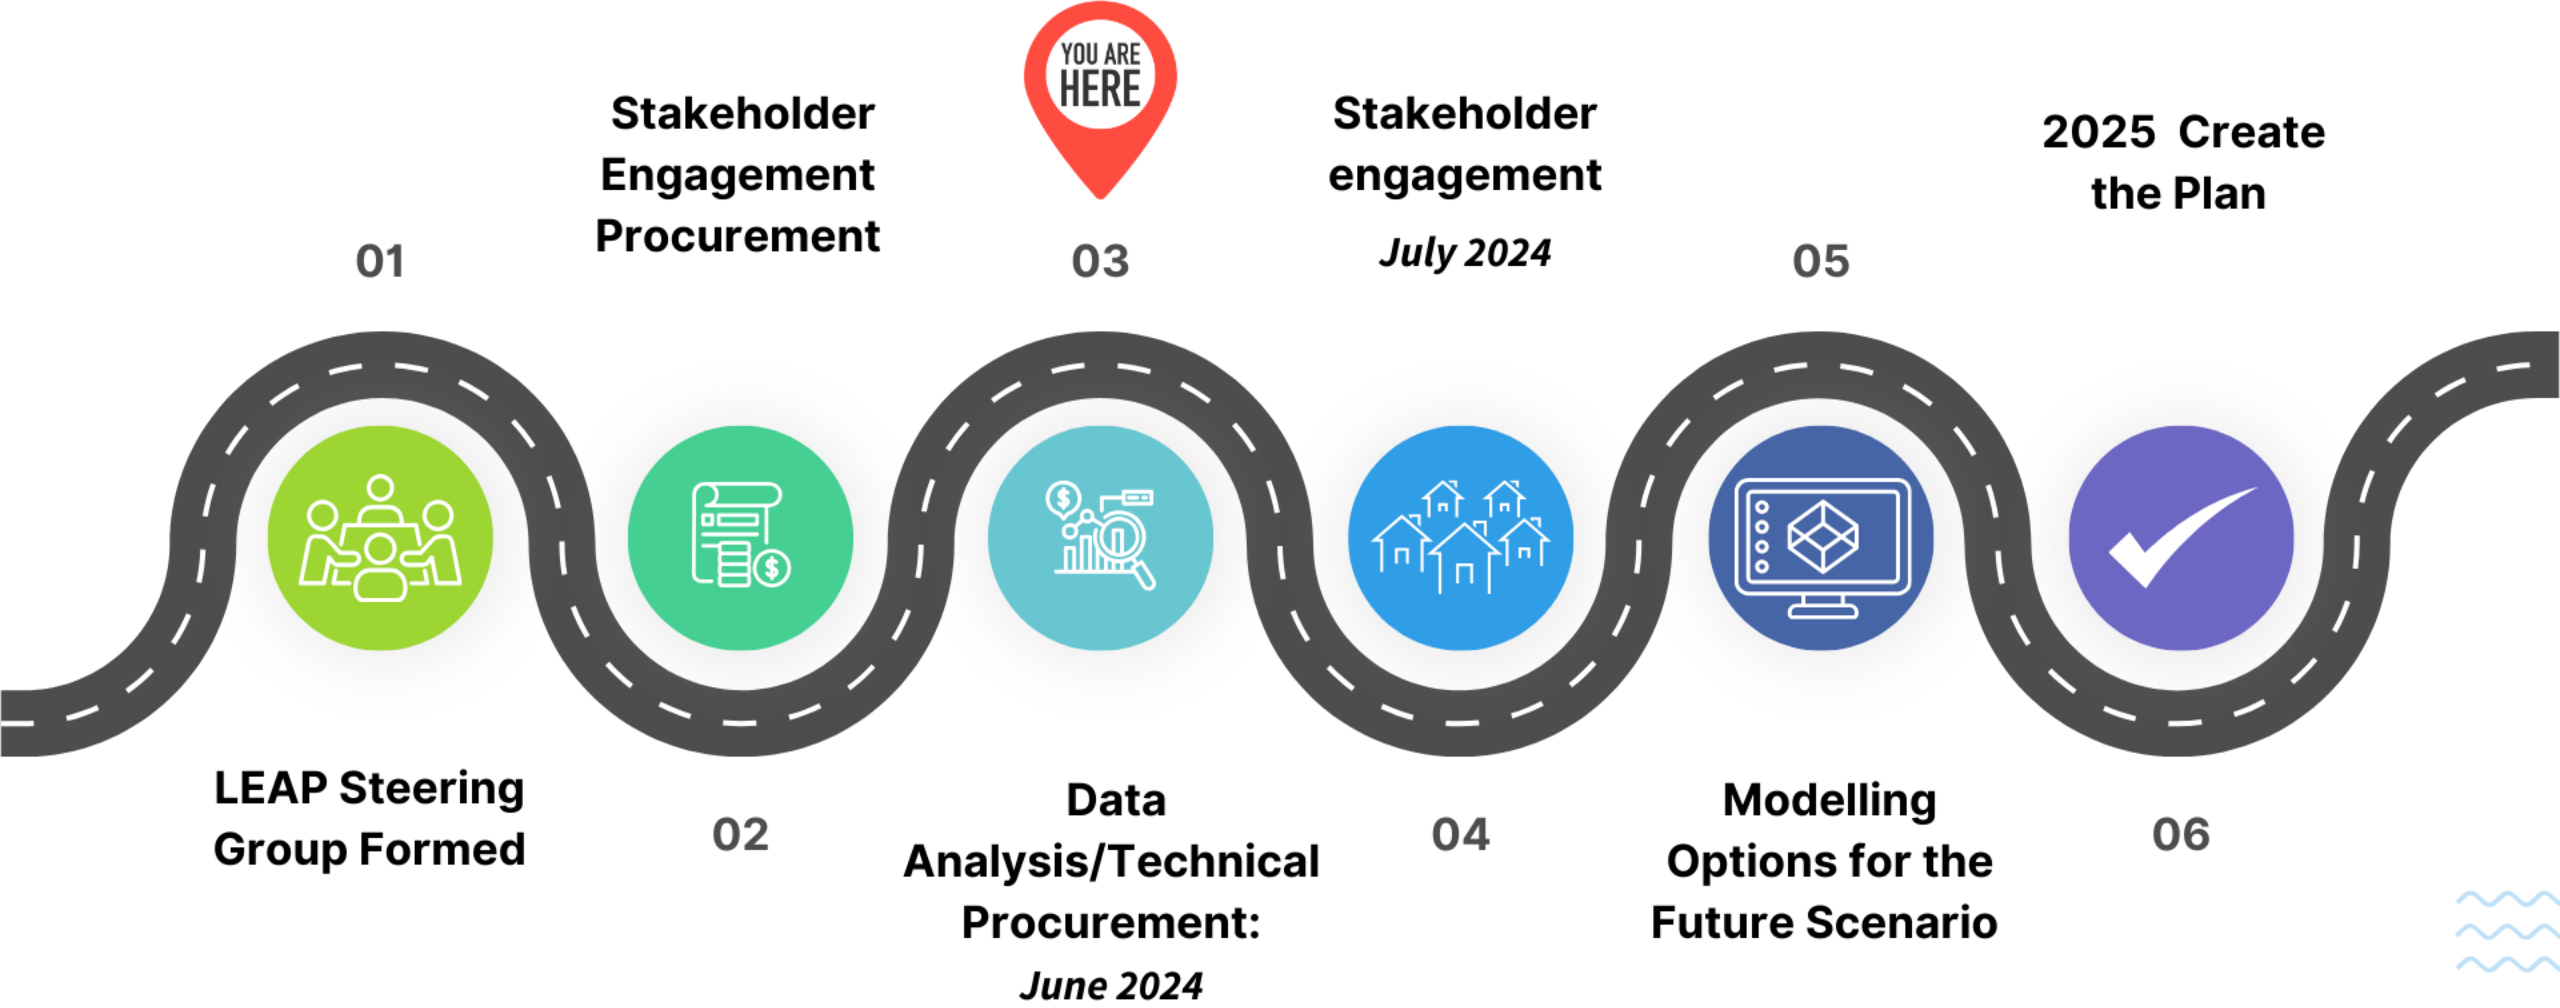 01
LEAP Steering
Group Formed
Stakeholder
Engagement
Procurement
02
YOU ARE
HERE
03
$
Data
Analysis/Technical
Procurement:
June 2024
Stakeholder
engagement
July 2024
04
05
Modelling
Options for the
Future Scenario
2025 Create
the Plan
06
$